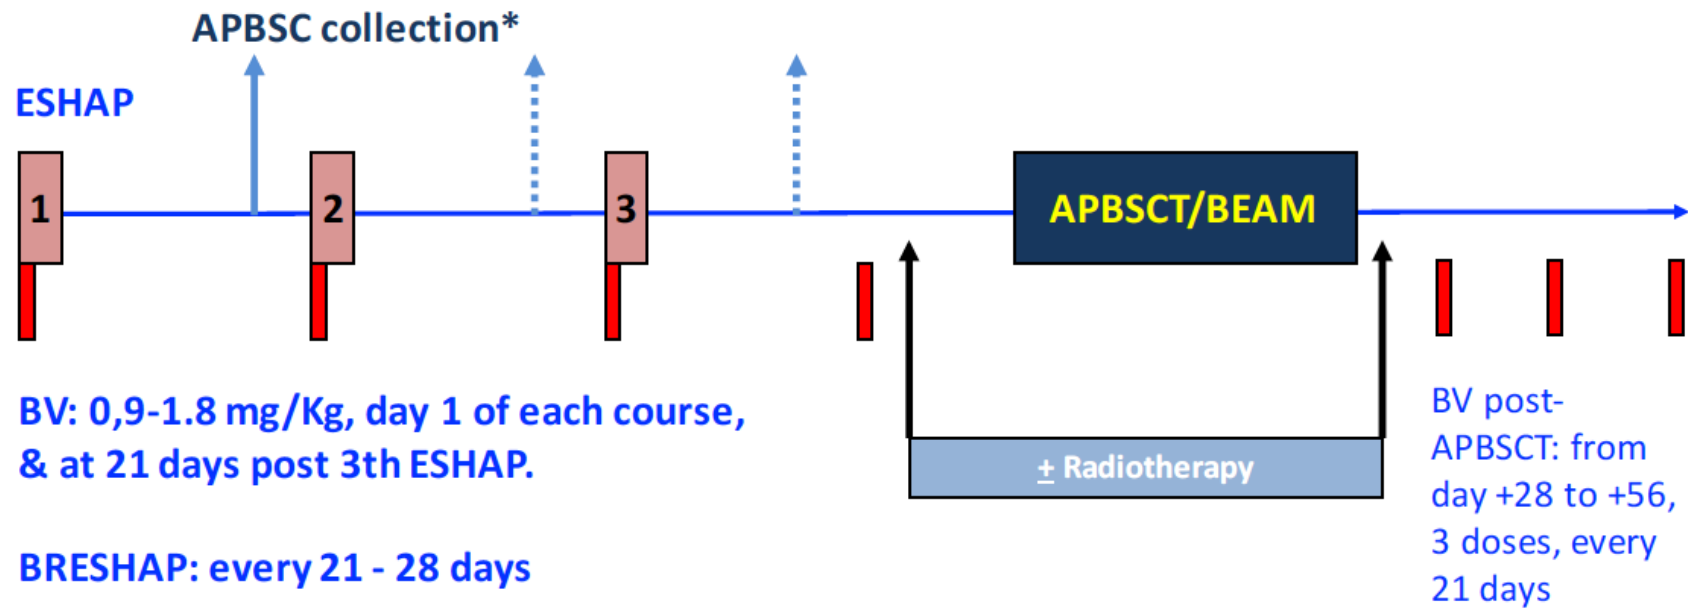 APBSC collection*
ESHAP
1
2
3
APBSCT/BEAM
BV: 0,9-1.8 mg/Kg, day 1 of each course,
& at 21 days post 3th ESHAP.
BRESHAP: every 21 - 28 days
± Radiotherapy
BV post-
APBSCT: from
day +28 to +56,
3 doses, every
21 days